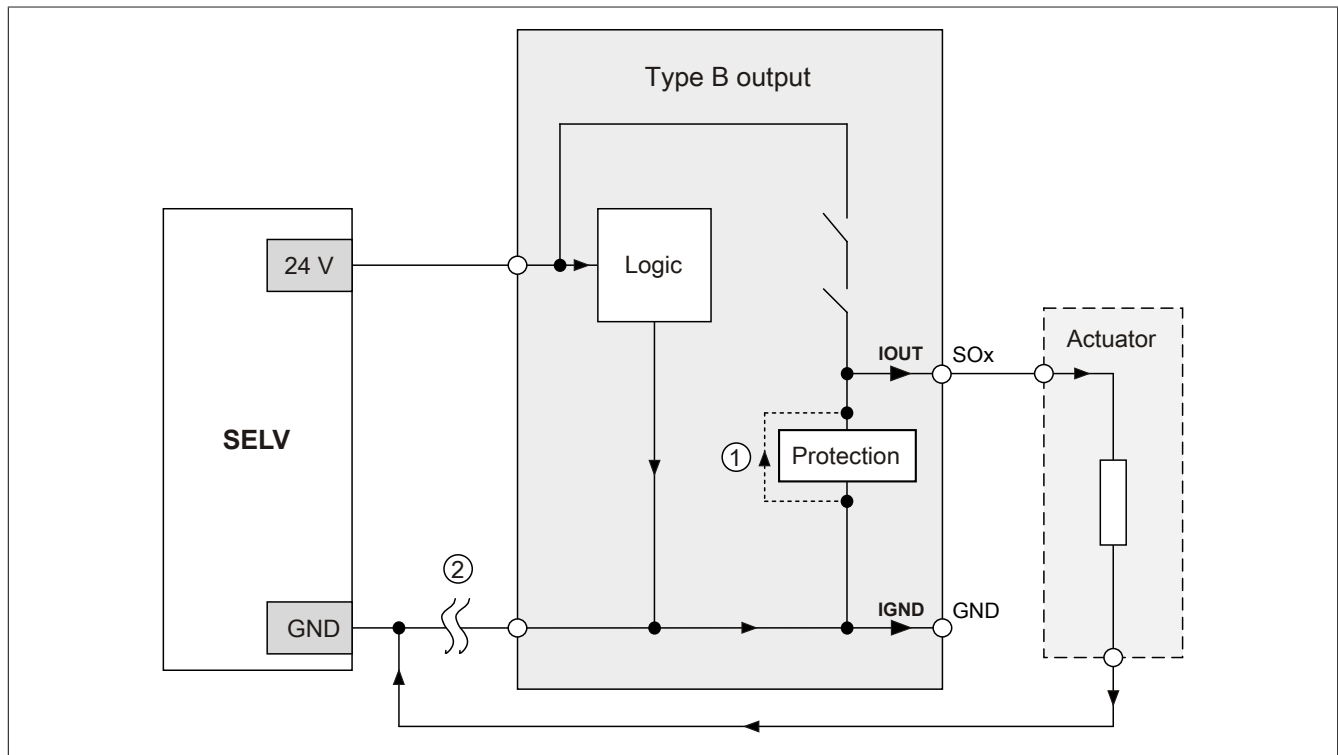 Type B output
24 V
Logic
IOUT
SOx
Actuator
SELV
①
Protection
②
GND
IGND
GND